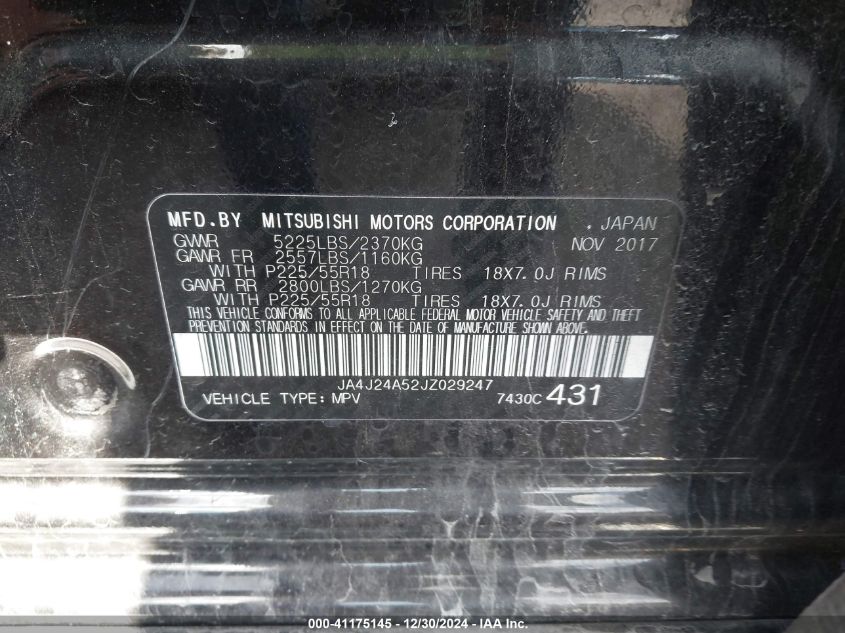 MFD.BY MITSUBISHI MOTORS CORPORATION . JAPAN
GVWR 5225LBS/2370KG NOV 2017
GAWR FR 2557LBS/1160KG
WITH P225/55R18 TIRES 18X7.0J RIMS
GAWR RR 2800LBS/1270KG
WITH P225/55R18 TIRES 18X7.0J RIMS
THIS VEHICLE CONFORMS TO ALL APPLICABLE FEDERAL MOTOR VEHICLE SAFETY AND THEFT
PREVENTION STANDARDS IN EFFECT ON THE DATE OF MANUFACTURE SHOWN ABOVE.
JA4J24A52JZ029247
VEHICLE TYPE: MPV 7430C 431
000-41175145 - 12/30/2024 - IAA Inc.